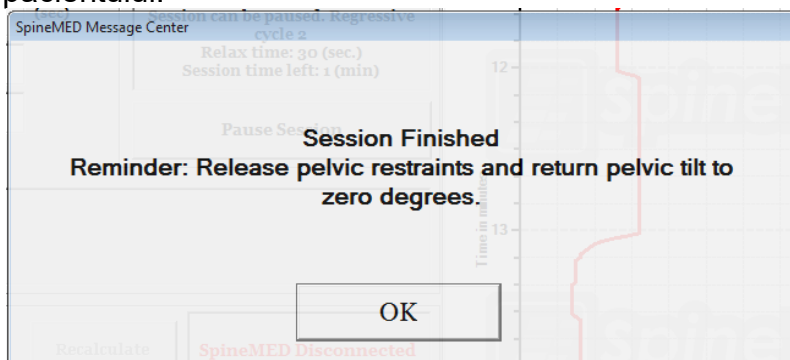 SpineMED Message Center
Session can be paused. Regressive
cycle 2
Relax time: 30 (sec.)
Session time left: 1 (min)
12
Pause Session
Session Finished
Reminder: Release pelvic restraints and return pelvic tilt to
zero degrees.
Time in minutes
13
OK
Recalculate
SpineMED Disconnected
Spine
Spine